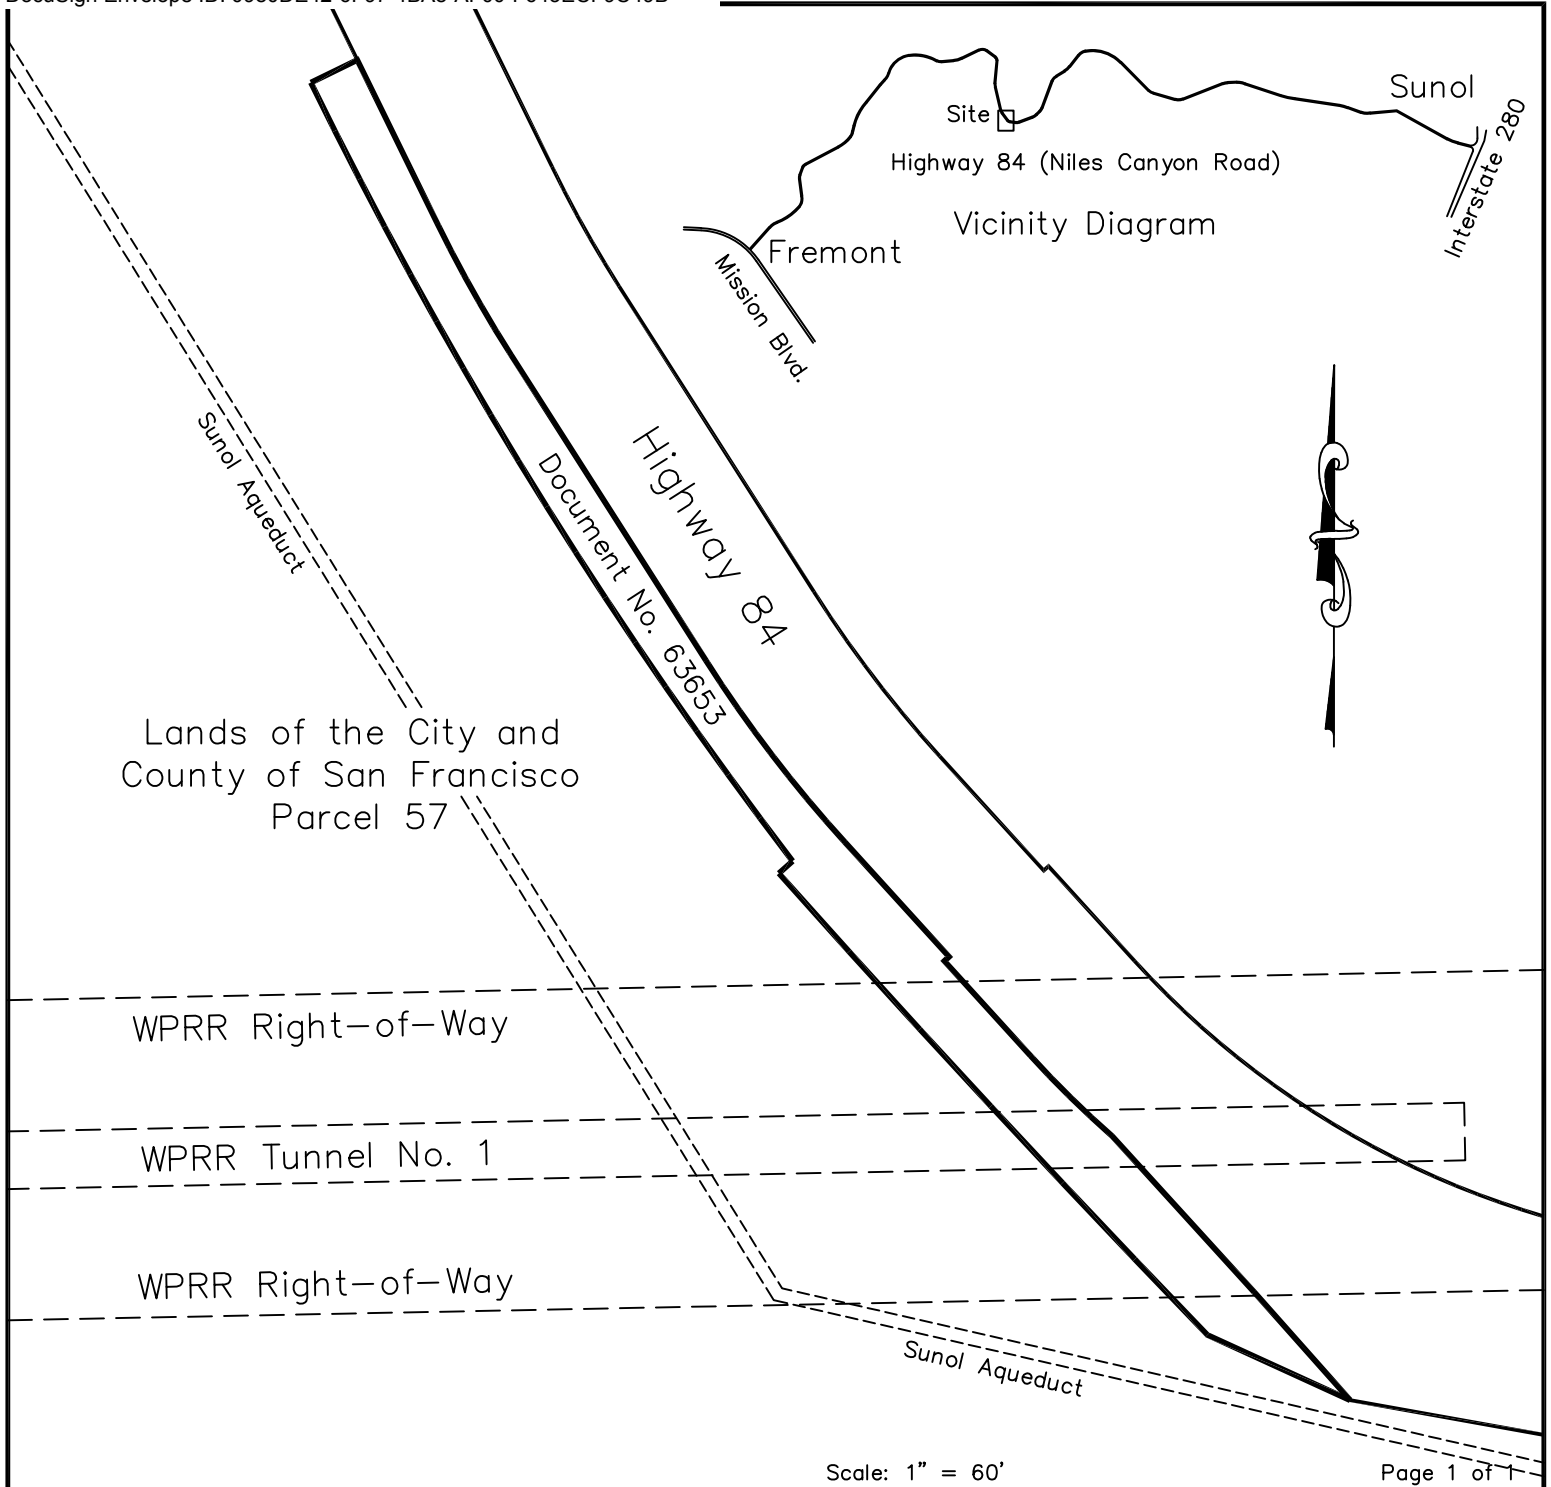 Sunol
Site
Highway 84 (Niles Canyon Road)
Interstate 280
Vicinity Diagram
Fremont
Mission Blvd.
Sunol Aqueduct
Highway 84
Document No. 63653
Lands of the City and
County of San Francisco
Parcel 57
WPRR Right-of-Way
WPRR Tunnel No. 1
WPRR Right-of-Way
Sunol Aqueduct
Scale: 1" = 60'
Page 1 of 1